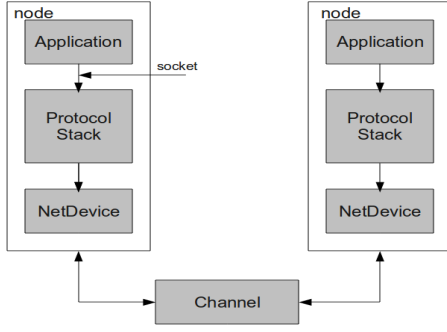 node
Application
socket
Protocol
Stack
NetDevice
node
Application
Protocol
Stack
NetDevice
Channel